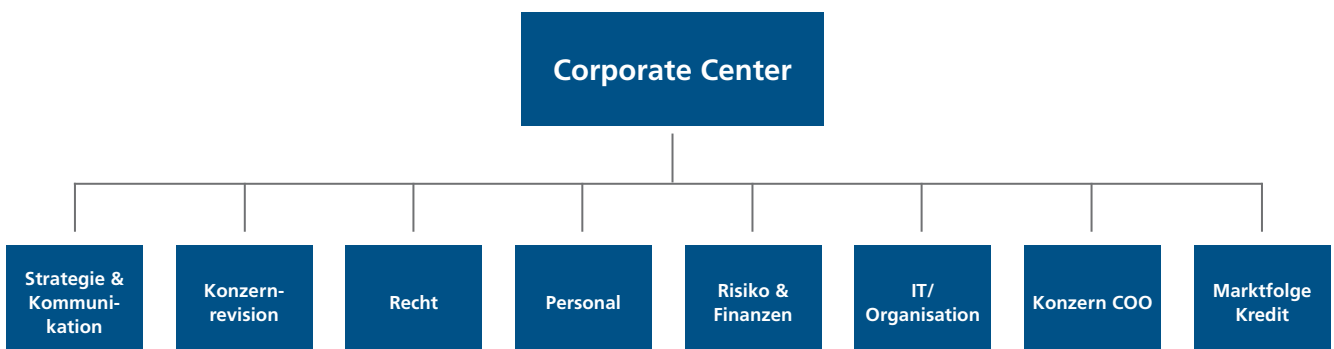 Corporate Center
Strategie &
Kommuni-
kation
Konzern-
revision
Recht
Personal
Risiko &
Finanzen
IT/
Organisation
Konzern COO
Marktfolge
Kredit